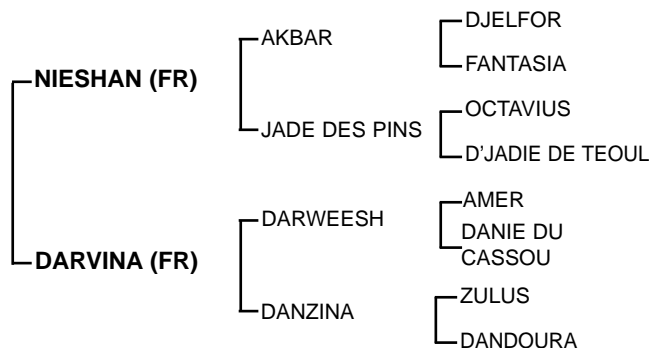 DJELFOR
AKBAR
FANTASIA
NIESHAN (FR)
OCTAVIUS
JADE DES PINS
D'JADIE DE TEOUL
AMER
DARWEESH
DANIE DU
CASSOU
DARVINA (FR)
ZULUS
DANZINA
DANDOURA